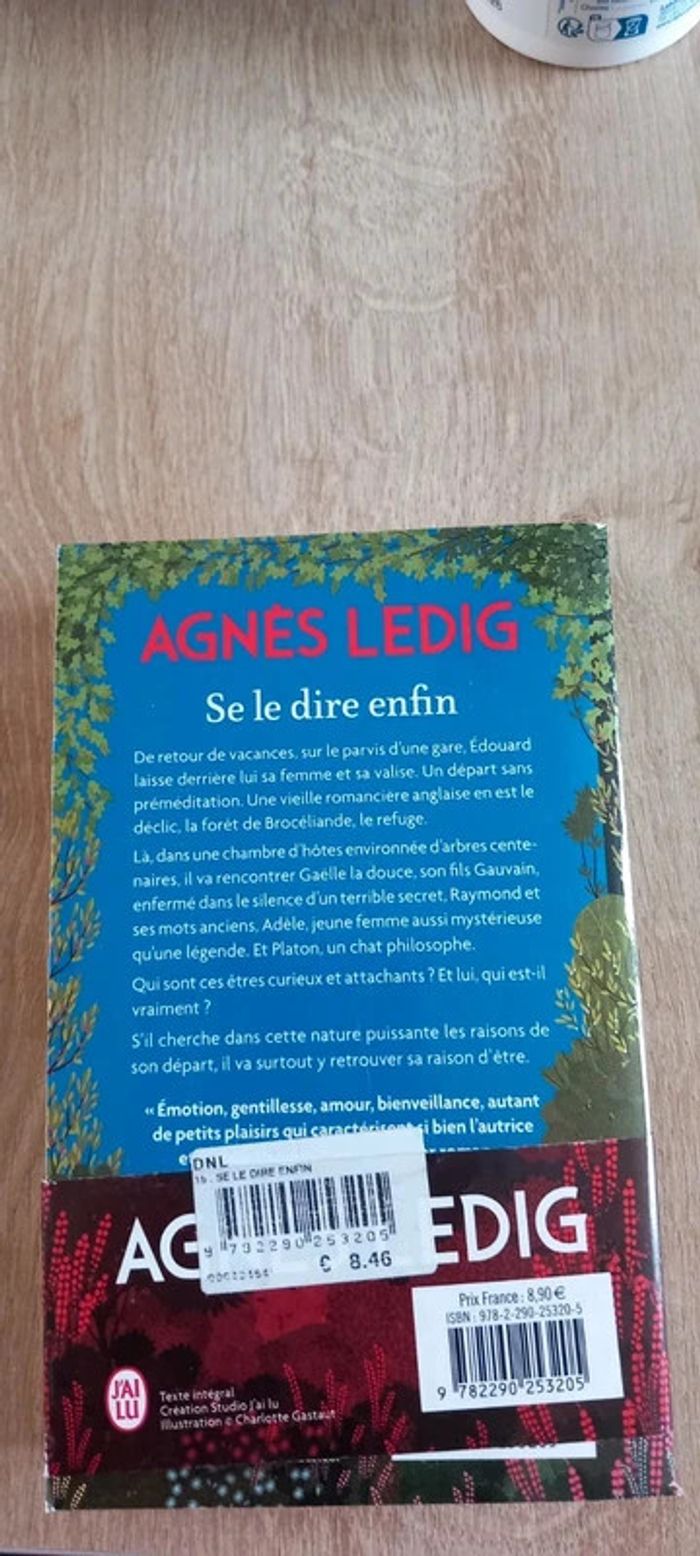 AGNÈS LEDIG
Se le dire enfin
De retour de vacances, sur le parvis d'une gare, Édouard
laisse derrière lui sa femme et sa valise. Un départ sans
préméditation. Une vieille romancière anglaise en est le
déclic, la forêt de Brocéliande, le refuge.
Là, dans une chambre d'hôtes environnée d'arbres cente-
naires, il va rencontrer Gaëlle la douce, son fils Gauvain,
enfermé dans le silence d'un terrible secret, Raymond et
ses mots anciens, Adèle, jeune femme aussi mystérieuse
qu'une légende. Et Platon, un chat philosophe.
Qui sont ces êtres curieux et attachants ? Et lui, qui est-il
vraiment ?
S'il cherche dans cette nature puissante les raisons de
son départ, il va surtout y retrouver sa raison d'être.
« Émotion, gentillesse, amour, bienveillance, autant
de petits plaisirs qui caractérisent si bien l'autrice
DNL
SE LE DIRE ENFIN
9 782290 253205
€ 8.46
AG EDIG
Prix France : 8,90 €
ISBN : 978-2-290-25320-5
9 782290 253205
J'AI
LU
Texte intégral
Création Studio J'ai lu
Illustration © Charlotte Gastaut